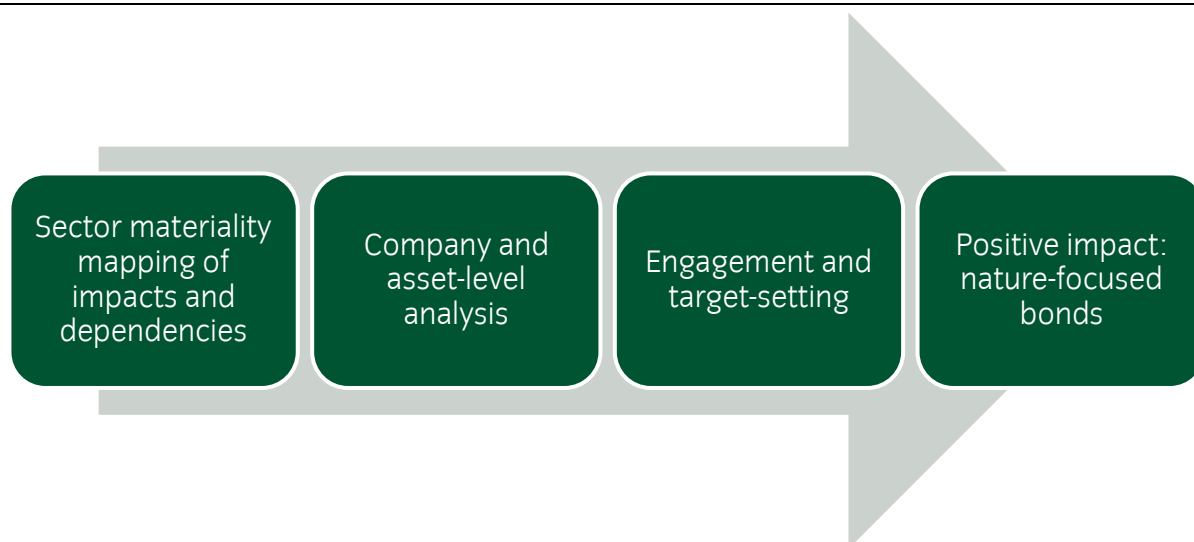 Sector materiality
mapping of
impacts and
dependencies
Company and
asset-level
analysis
Engagement and
target-setting
Positive impact:
nature-focused
bonds